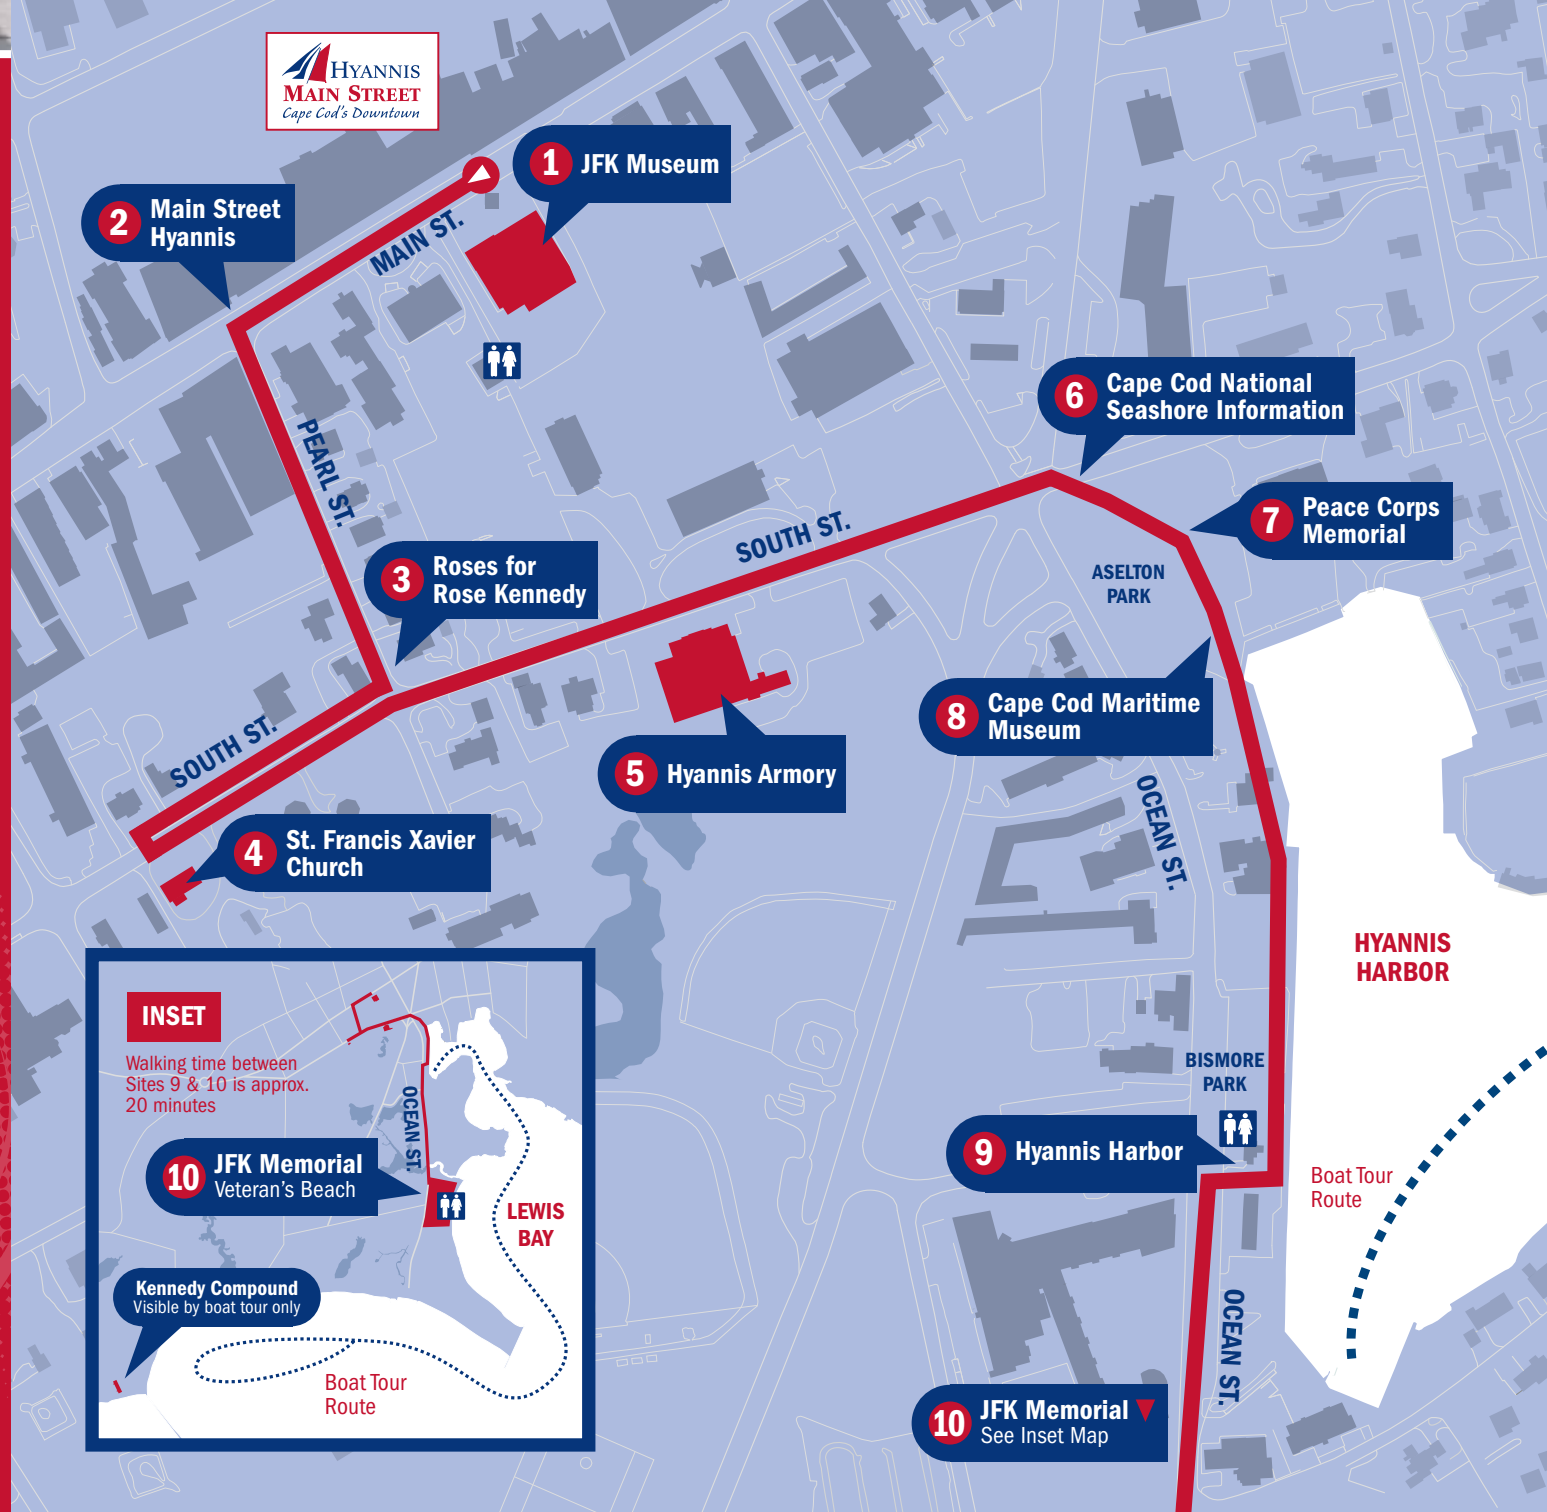 HYANNIS
MAIN STREET
Cape Cod's Downtown
1 JFK Museum
2 Main Street
Hyannis
MAIN ST.
PEARL ST.
6 Cape Cod National
Seashore Information
7 Peace Corps
Memorial
SOUTH ST.
3 Roses for
Rose Kennedy
ASELTON
PARK
8 Cape Cod Maritime
Museum
SOUTH ST.
5 Hyannis Armory
OCEAN ST.
4 St. Francis Xavier
Church
HYANNIS
HARBOR
INSET
Walking time between
Sites 9 & 10 is approx.
20 minutes
OCEAN ST.
10 JFK Memorial
Veteran's Beach
LEWIS
BAY
Kennedy Compound
Visible by boat tour only
Boat Tour
Route
BISMORE
PARK
9 Hyannis Harbor
Boat Tour
Route
OCEAN ST.
10 JFK Memorial
See Inset Map